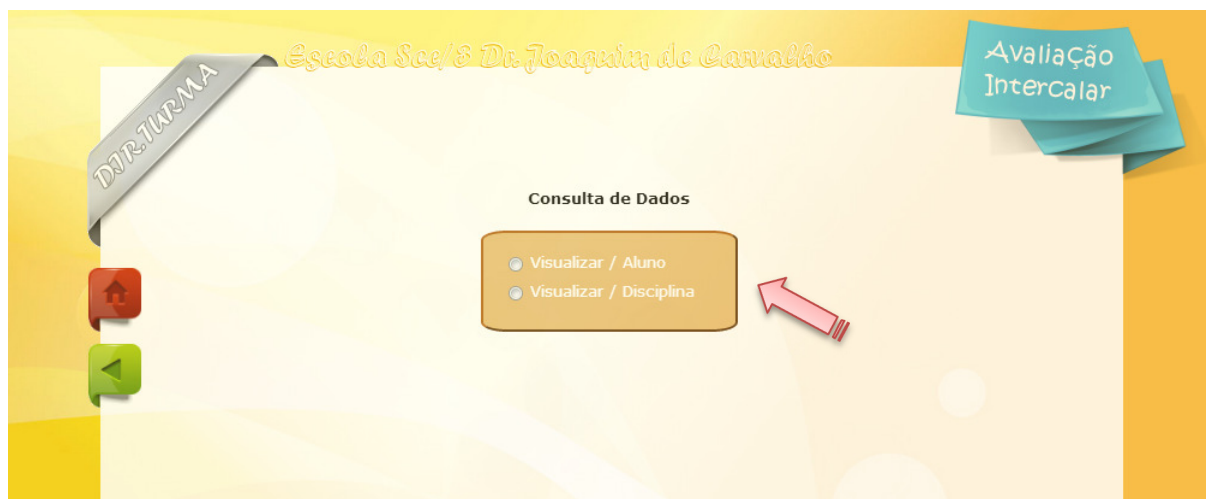 Escola Sec/3 Dr. Joaquim de Carvalho
Avaliação
Intercalar
DIR.TURMA
Consulta de Dados
Visualizar / Aluno
Visualizar / Disciplina